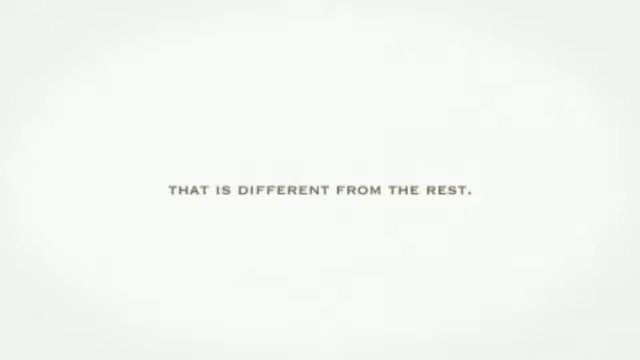 THAT IS DIFFERENT FROM THE REST.